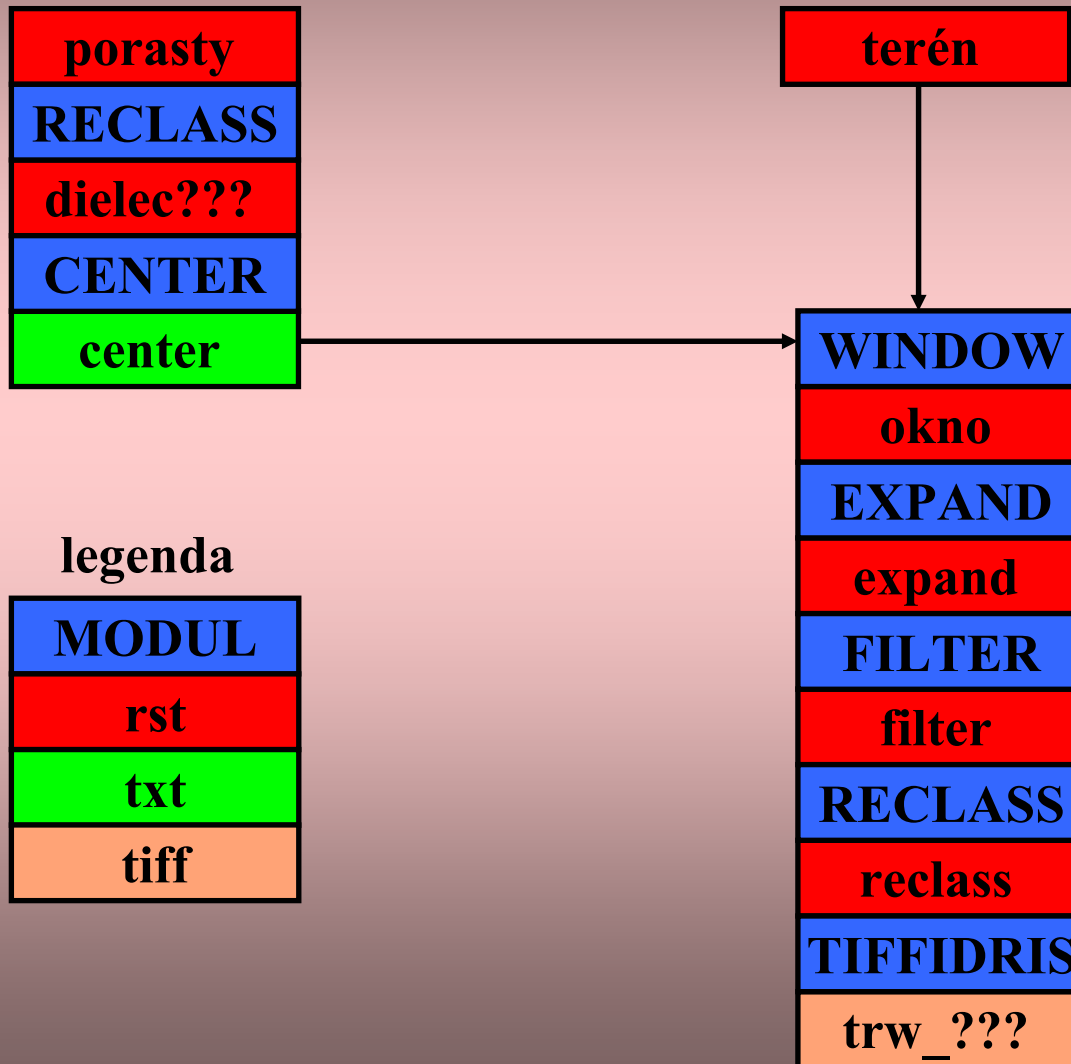 porasty
RECLASS
dielec???
CENTER
center
legenda
MODUL
rst
txt
tiff
terén
WINDOW
okno
EXPAND
expand
FILTER
filter
RECLASS
reclass
TIFFIDRIS
trw_???